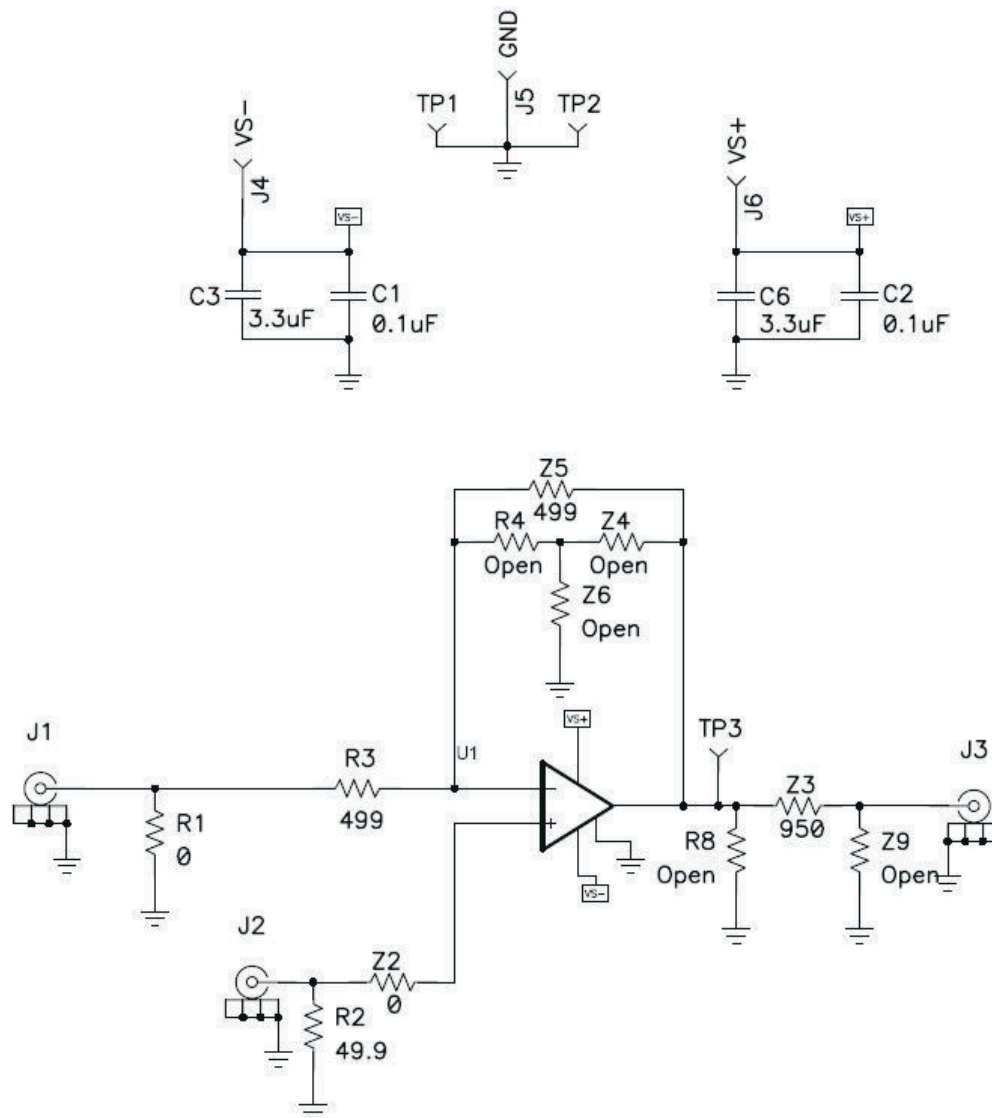 GND
J5
TP1
TP2
VS-
J4
VS-
C3
3.3uF
C1
0.1uF
VS+
J6
VS+
C6
3.3uF
C2
0.1uF
Z5
499
R4
Open
Z4
Open
Z6
Open
J1
R1
0
R3
499
U1
VS+
VS-
TP3
R8
Open
Z3
950
Z9
Open
J3
J2
R2
49.9
Z2
0